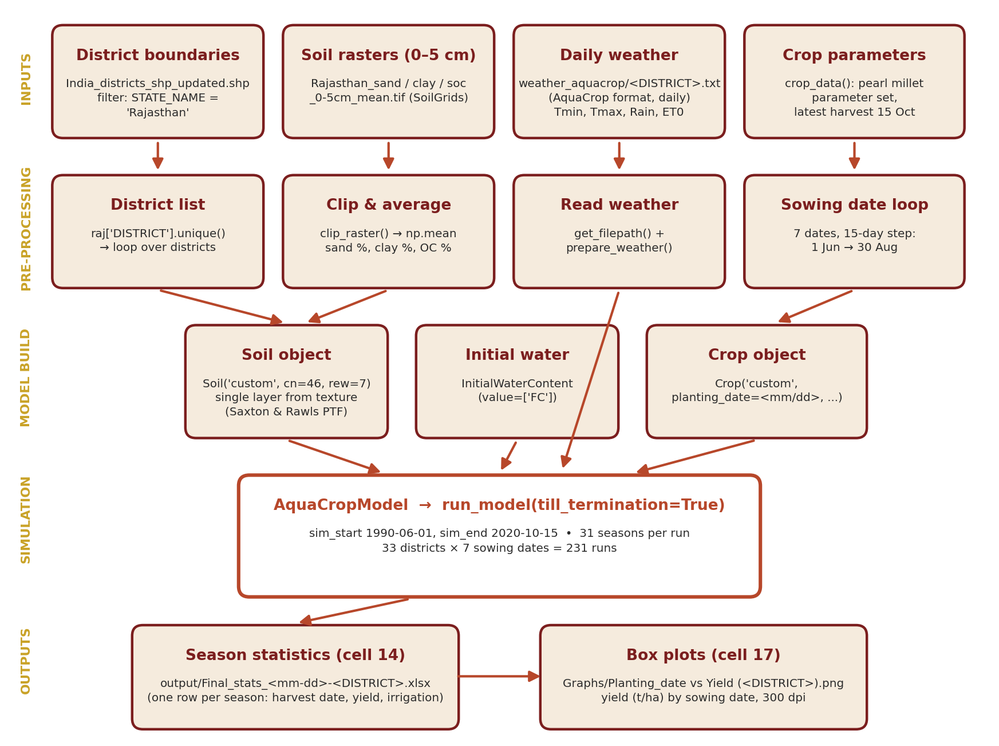 INPUTS
District boundaries
India_districts_shp_updated.shp
filter: STATE_NAME =
'Rajasthan'
Soil rasters (0–5 cm)
Rajasthan_sand / clay / soc
_0-5cm_mean.tif (SoilGrids)
Daily weather
weather_aquacrop/<DISTRICT>.txt
(AquaCrop format, daily)
Tmin, Tmax, Rain, ET0
Crop parameters
crop_data(): pearl millet
parameter set,
latest harvest 15 Oct
PRE-PROCESSING
District list
raj['DISTRICT'].unique()
→ loop over districts
Clip & average
clip_raster() → np.mean
sand %, clay %, OC %
Read weather
get_filepath() +
prepare_weather()
Sowing date loop
7 dates, 15-day step:
1 Jun → 30 Aug
MODEL BUILD
Soil object
Soil('custom', cn=46, rew=7)
single layer from texture
(Saxton & Rawls PTF)
Initial water
InitialWaterContent
(value=['FC'])
Crop object
Crop('custom',
planting_date=<mm/dd>, ...)
SIMULATION
AquaCropModel → run_model(till_termination=True)
sim_start 1990-06-01, sim_end 2020-10-15 • 31 seasons per run
33 districts × 7 sowing dates = 231 runs
OUTPUTS
Season statistics (cell 14)
output/Final_stats_<mm-dd>-<DISTRICT>.xlsx
(one row per season: harvest date, yield, irrigation)
Box plots (cell 17)
Graphs/Planting_date vs Yield (<DISTRICT>).png
yield (t/ha) by sowing date, 300 dpi